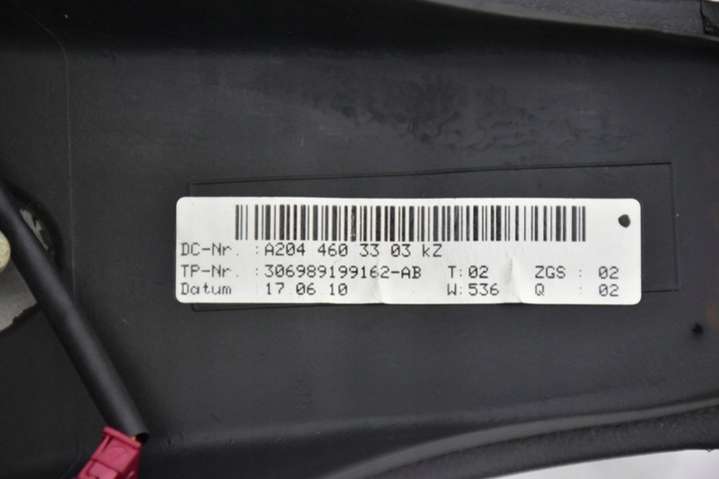 DC-Nr. : A204 460 33 03 kZ
TP-Nr. : 306989199162-AB T:02 ZGS : 02
Datum : 17.06.10 W:536 Q : 02